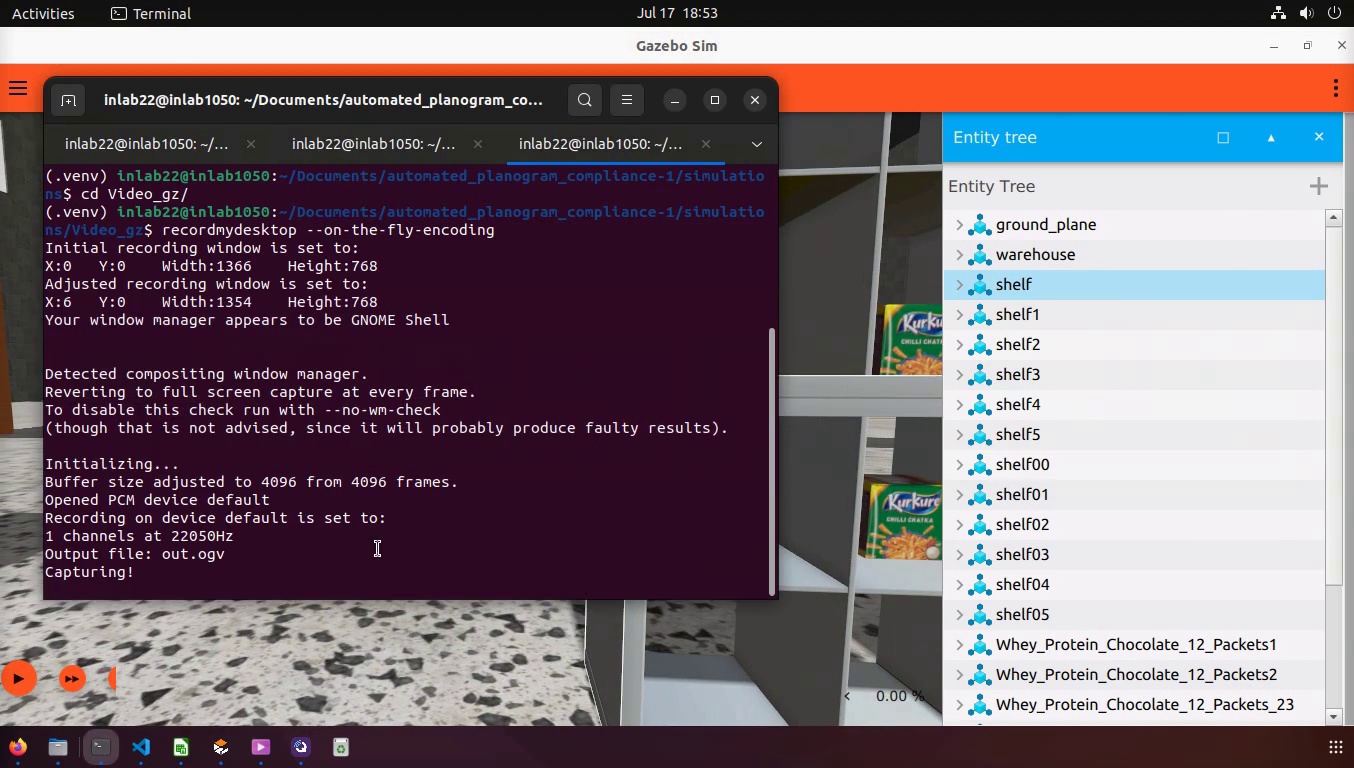 Activities
Terminal
Jul 17 18:53
Gazebo Sim
inlab22@inlab1050: ~/Documents/automated_planogram_co...
inlab22@inlab1050: ~/...
inlab22@inlab1050: ~/...
inlab22@inlab1050: ~/...
(.venv) inlab22@inlab1050:~/Documents/automated_planogram_compliance-1/simulatio
ns$ cd Video_gz/
(.venv) inlab22@inlab1050:~/Documents/automated_planogram_compliance-1/simulatio
ns/Video_gz$ recordmydesktop --on-the-fly-encoding
Initial recording window is set to:
X:0   Y:0    Width:1366    Height:768
Adjusted recording window is set to:
X:6   Y:0    Width:1354    Height:768
Your window manager appears to be GNOME Shell
Detected compositing window manager.
Reverting to full screen capture at every frame.
To disable this check run with --no-wm-check
(though that is not advised, since it will probably produce faulty results).
Initializing...
Buffer size adjusted to 4096 from 4096 frames.
Opened PCM device default
Recording on device default is set to:
1 channels at 22050Hz
Output file: out.ogv
Capturing!
Kurku
CHILLI CHAT
Kurkure
CHILLI CHATKA
0.00 %
Entity tree
Entity Tree
ground_plane
warehouse
shelf
shelf1
shelf2
shelf3
shelf4
shelf5
shelf00
shelf01
shelf02
shelf03
shelf04
shelf05
Whey_Protein_Chocolate_12_Packets1
Whey_Protein_Chocolate_12_Packets2
Whey_Protein_Chocolate_12_Packets_23